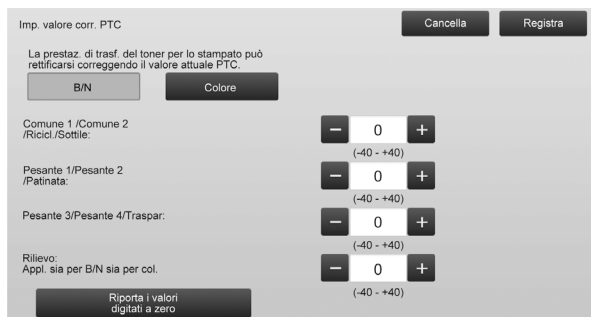 Imp. valore corr. PTC
Cancella
Registra
La prestaz. di trasf. del toner per lo stampato può
rettificarsi correggendo il valore attuale PTC.
B/N
Colore
Comune 1 /Comune 2
/Ricicl./Sottile:
− 0 +
(-40 - +40)
Pesante 1/Pesante 2
/Patinata:
− 0 +
(-40 - +40)
Pesante 3/Pesante 4/Traspar:
− 0 +
(-40 - +40)
Rilievo:
Appl. sia per B/N sia per col.
− 0 +
(-40 - +40)
Riporta i valori
digitati a zero